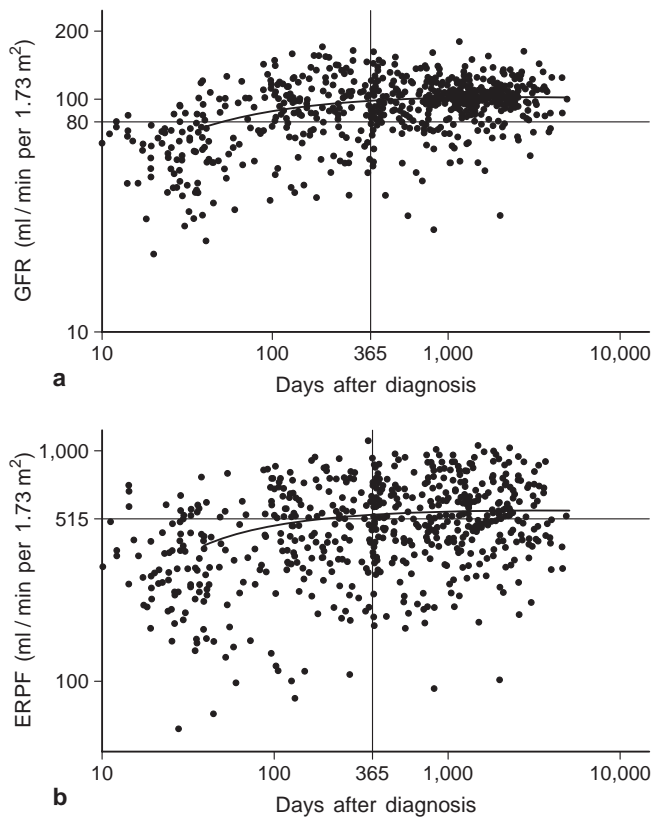 200
100
80
10
GFR (ml / min per 1.73 m²)
10
100
365
1,000
10,000
Days after diagnosis
a
1,000
515
100
ERPF (ml / min per 1.73 m²)
10
100
365
1,000
10,000
Days after diagnosis
b